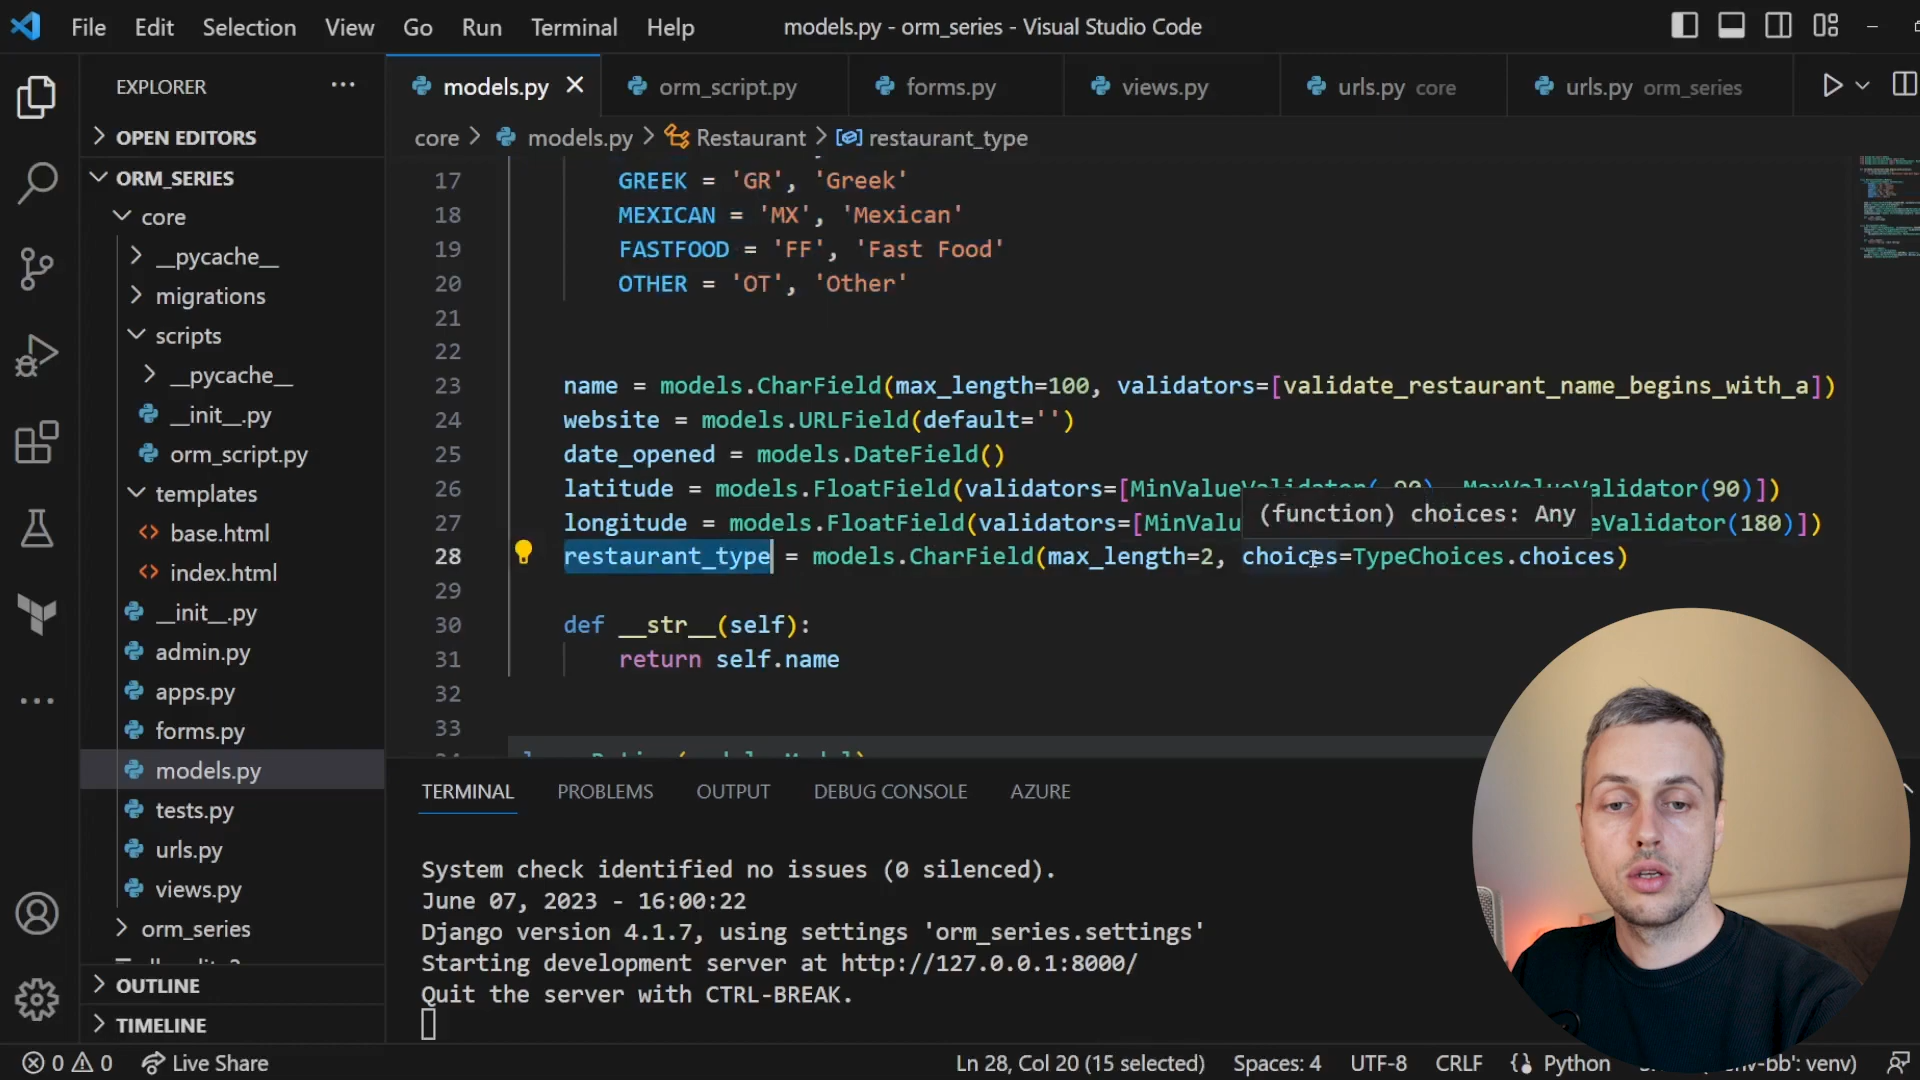 File Edit Selection View Go Run Terminal Help models.py - orm_series - Visual Studio Code
EXPLORER
models.py orm_script.py forms.py views.py urls.py core urls.py orm_series
OPEN EDITORS
core > models.py > Restaurant > restaurant_type
ORM_SERIES
core
__pycache__
migrations
scripts
__pycache__
__init__.py
orm_script.py
templates
base.html
index.html
__init__.py
admin.py
apps.py
forms.py
models.py
tests.py
urls.py
views.py
orm_series
OUTLINE
TIMELINE
17 GREEK = 'GR', 'Greek'
18 MEXICAN = 'MX', 'Mexican'
19 FASTFOOD = 'FF', 'Fast Food'
20 OTHER = 'OT', 'Other'
21
22
23 name = models.CharField(max_length=100, validators=[validate_restaurant_name_begins_with_a])
24 website = models.URLField(default='')
25 date_opened = models.DateField()
26 latitude = models.FloatField(validators=[MinValueValidator(-90), MaxValueValidator(90)])
(function) choices: Any
27 longitude = models.FloatField(validators=[MinValu eValidator(180)])
28 restaurant_type = models.CharField(max_length=2, choices=TypeChoices.choices)
29
30 def __str__(self):
31 return self.name
32
33
TERMINAL PROBLEMS OUTPUT DEBUG CONSOLE AZURE
System check identified no issues (0 silenced).
June 07, 2023 - 16:00:22
Django version 4.1.7, using settings 'orm_series.settings'
Starting development server at http://127.0.0.1:8000/
Quit the server with CTRL-BREAK.
0 0 Live Share Ln 28, Col 20 (15 selected) Spaces: 4 UTF-8 CRLF Python venv)